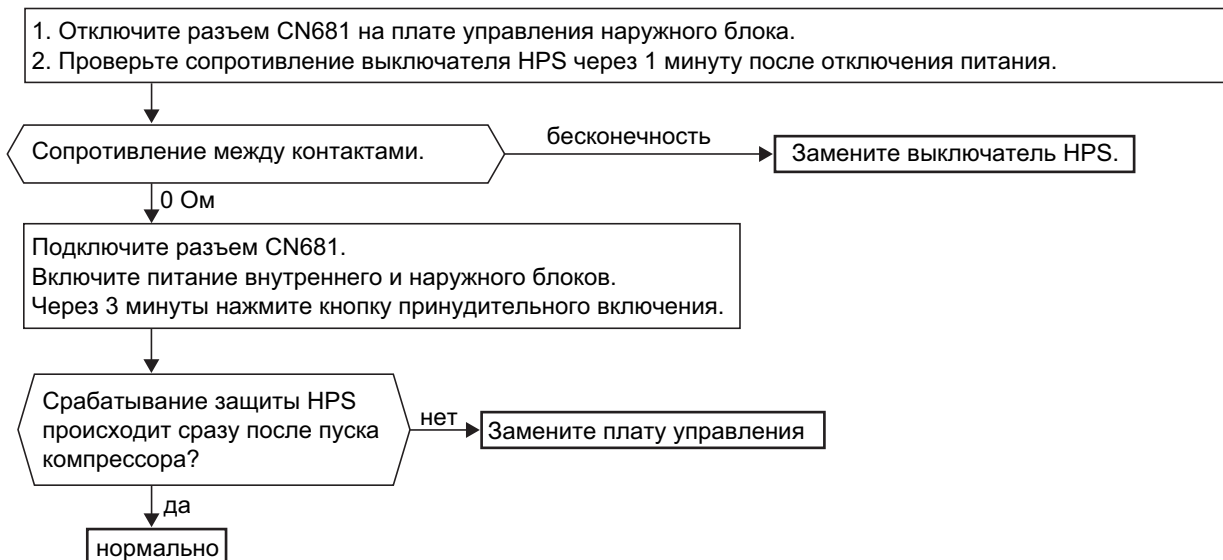 1. Отключите разъем CN681 на плате управления наружного блока.
2. Проверьте сопротивление выключателя HPS через 1 минуту после отключения питания.
Сопротивление между контактами.
бесконечность
Замените выключатель HPS.
0 Ом
Подключите разъем CN681.
Включите питание внутреннего и наружного блоков.
Через 3 минуты нажмите кнопку принудительного включения.
Срабатывание защиты HPS
происходит сразу после пуска
компрессора?
нет
Замените плату управления
да
нормально